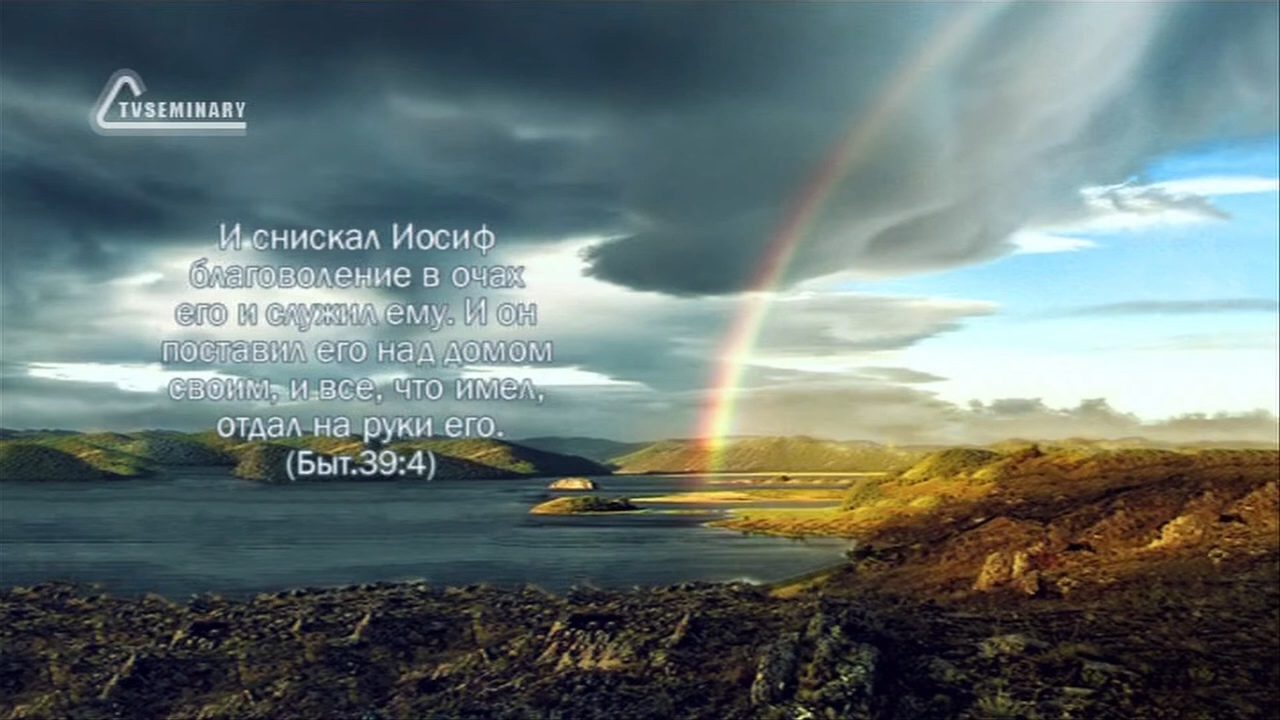 TVSEMINARY
И снискал Иосиф
благоволение в очах
его и служил ему. И он
поставил его над домом
своим, и все, что имел,
отдал на руки его.
(Быт.39:4)